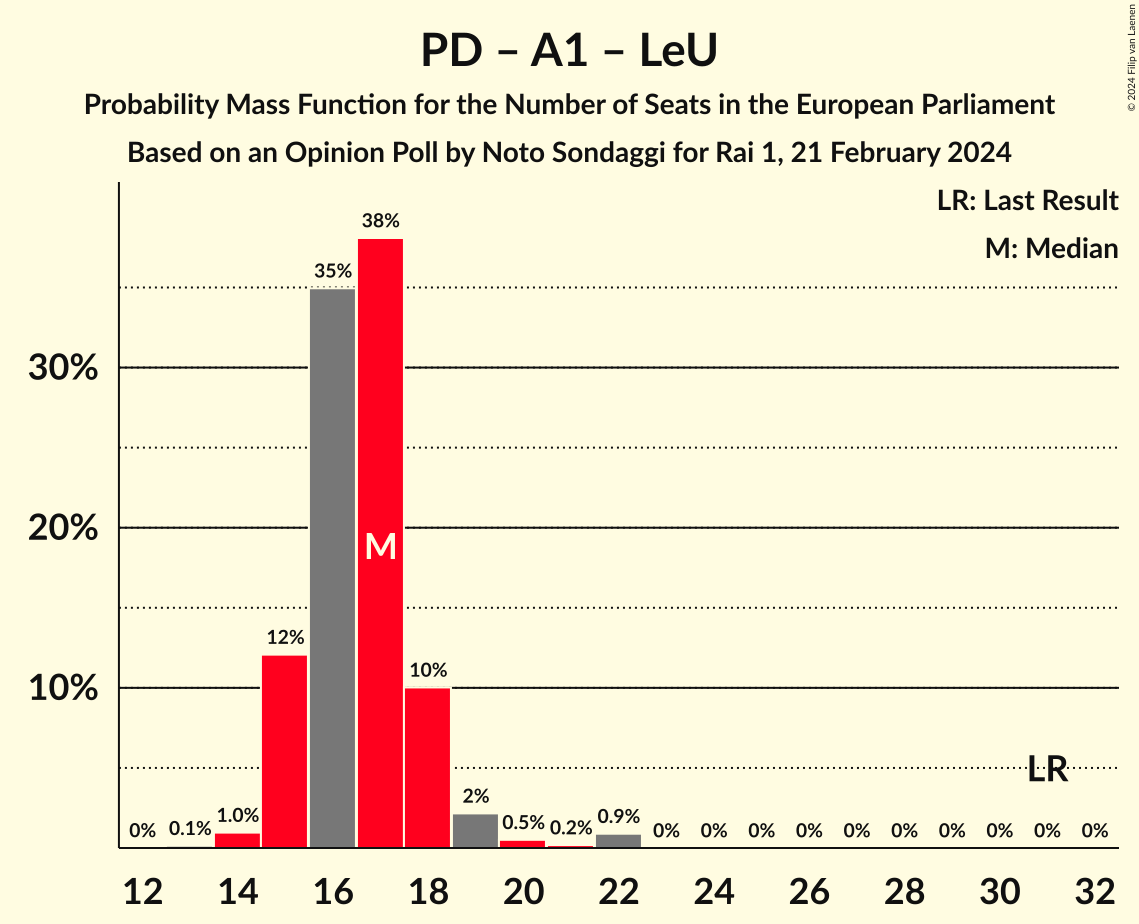 PD – A1 – LeU
Probability Mass Function for the Number of Seats in the European Parliament
Based on an Opinion Poll by Noto Sondaggi for Rai 1, 21 February 2024
© 2024 Filip van Laenen
LR: Last Result
M: Median
38%
35%
30%
20%
M
12%
10%
10%
LR
0% 0.1% 1.0% 2% 0.5% 0.2% 0.9% 0% 0% 0% 0% 0% 0% 0% 0% 0% 0%
12 14 16 18 20 22 24 26 28 30 32